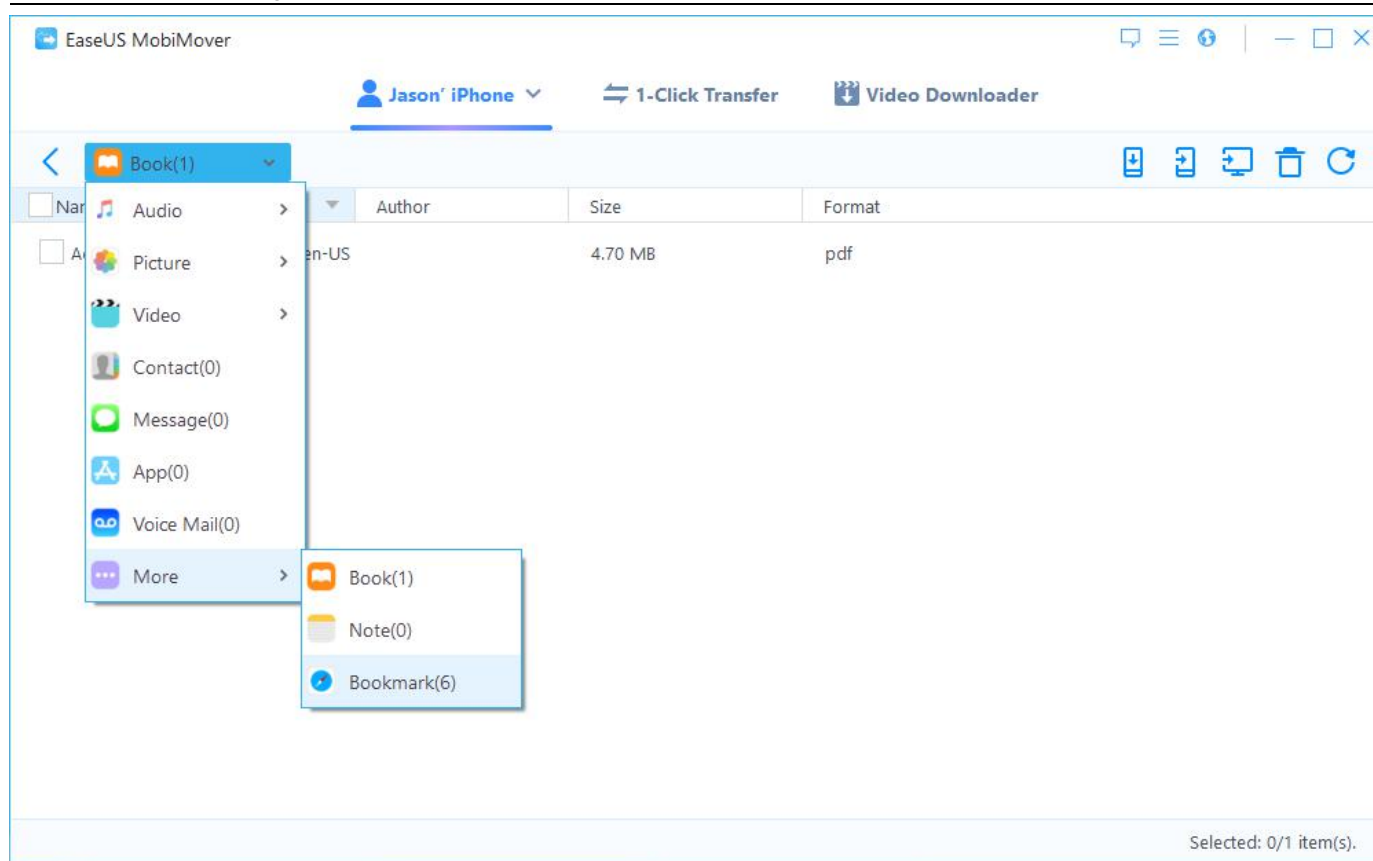 EaseUS MobiMover
Jason' iPhone 1-Click Transfer Video Downloader
Book(1)
Author Size Format
en-US 4.70 MB pdf
Audio
Picture
Video
Contact(0)
Message(0)
App(0)
Voice Mail(0)
More
Book(1)
Note(0)
Bookmark(6)
Selected: 0/1 item(s).